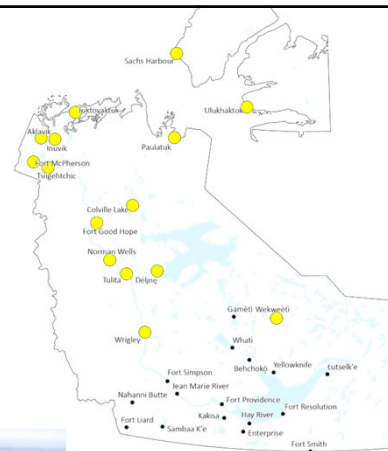 Sachs Harbour
Tuktoyaktuk
Ulukhaktok
Aklavik
Inuvik
Paulatuk
Fort McPherson
Tsiigehtchic
Colville Lake
Fort Good Hope
Norman Wells
Tulita
Délįnę
Gamètì
Wekweètì
Wrigley
Whatì
Behchokǫ̀
Yellowknife
Łutselk'e
Fort Simpson
Jean Marie River
Nahanni Butte
Fort Providence
Fort Resolution
Kakisa
Hay River
Fort Liard
Sambaa K'e
Enterprise
Fort Smith